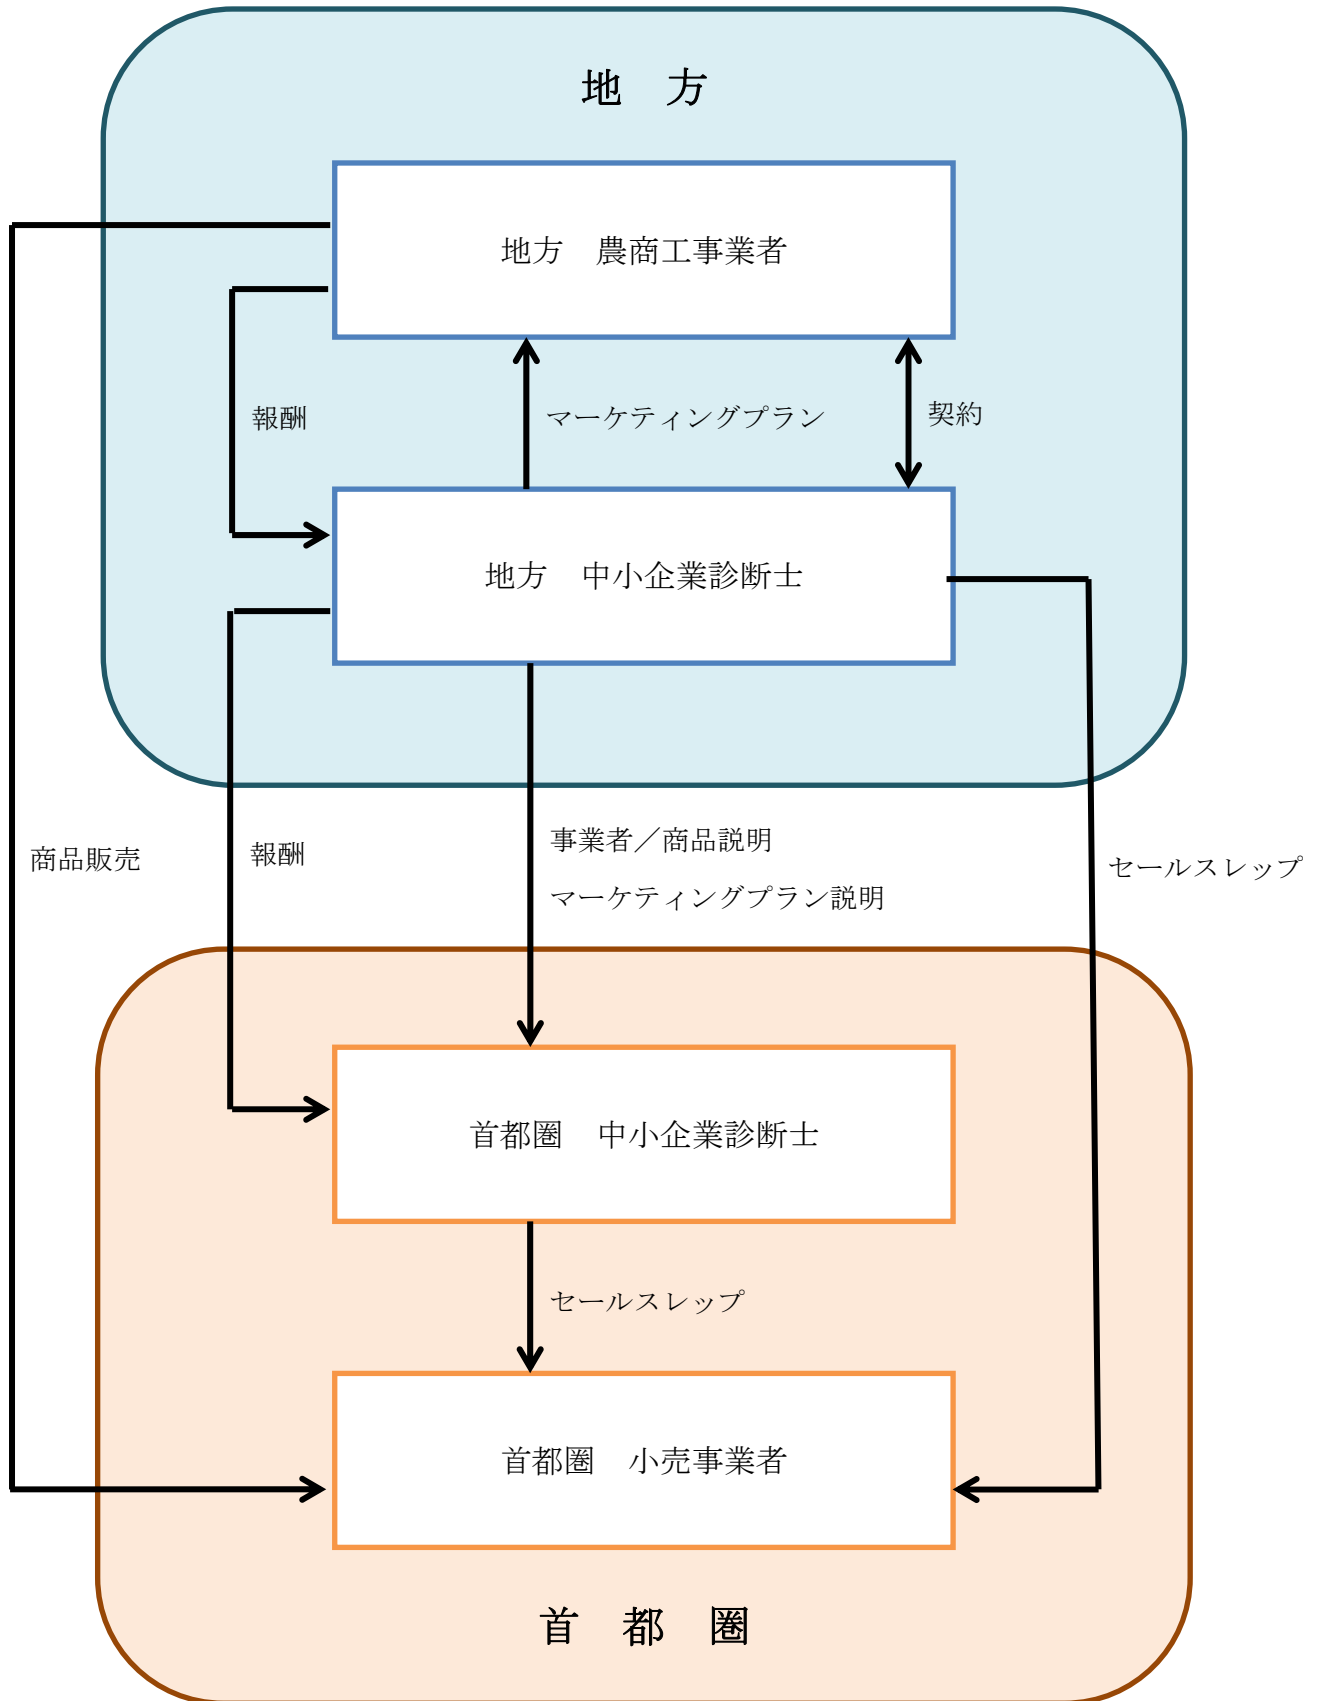 地　方
地方　農商工事業者
報酬
マーケティングプラン
契約
地方　中小企業診断士
商品販売
報酬
事業者／商品説明
マーケティングプラン説明
セールスレップ
首都圏　中小企業診断士
セールスレップ
首都圏　小売事業者
首　都　圏